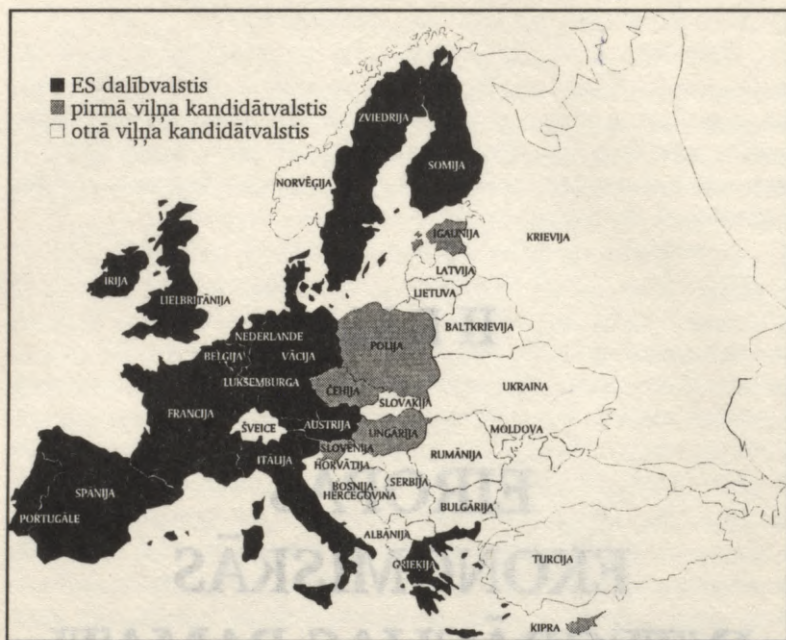 ES dalībvalstis
pirmā viļņa kandidātvalstis
otrā viļņa kandidātvalstis
ZVIEDRIJA
SOMIJA
NORVĒĢIJA
IGAUNIJA
KRIEVIJA
LATVIJA
LIETUVA
ĪRIJA
LIELBRITĀNIJA
BALTKRIEVIJA
NEDERLANDE
POLIJA
BEĻĢIJA
VĀCIJA
LUKSEMBURGA
ČEHIJA
UKRAINA
SLOVĀKIJA
FRANCIJA
ŠVEICE
AUSTRIJA
UNGĀRIJA
MOLDOVA
SLOVĒNIJA
ITĀLIJA
RUMĀNIJA
HORVĀTIJA
BOSNIJA-
HERCEGOVINA
SERBIJA
SPĀNIJA
BULGĀRIJA
PORTUGĀLE
ALBĀNIJA
GRIEĶIJA
TURCIJA
KIPRA